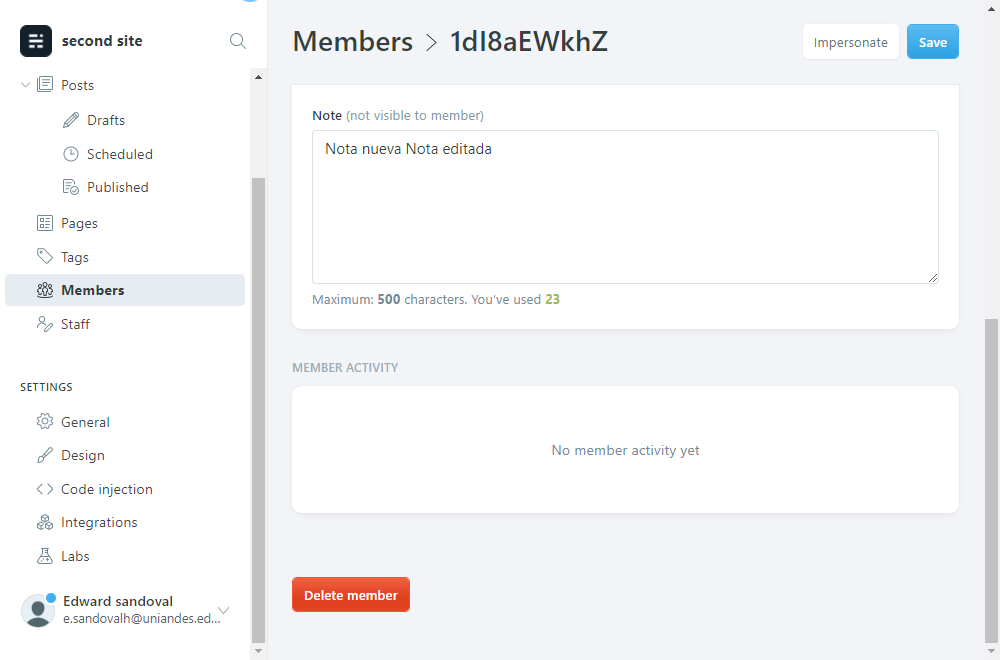 second site
Posts
Drafts
Scheduled
Published
Pages
Tags
Members
Staff
SETTINGS
General
Design
Code injection
Integrations
Labs
Edward sandoval
e.sandovalh@uniandes.ed...
Members > 1dI8aEWkhZ
Impersonate
Save
Note (not visible to member)
Nota nueva Nota editada
Maximum: 500 characters. You've used 23
MEMBER ACTIVITY
No member activity yet
Delete member